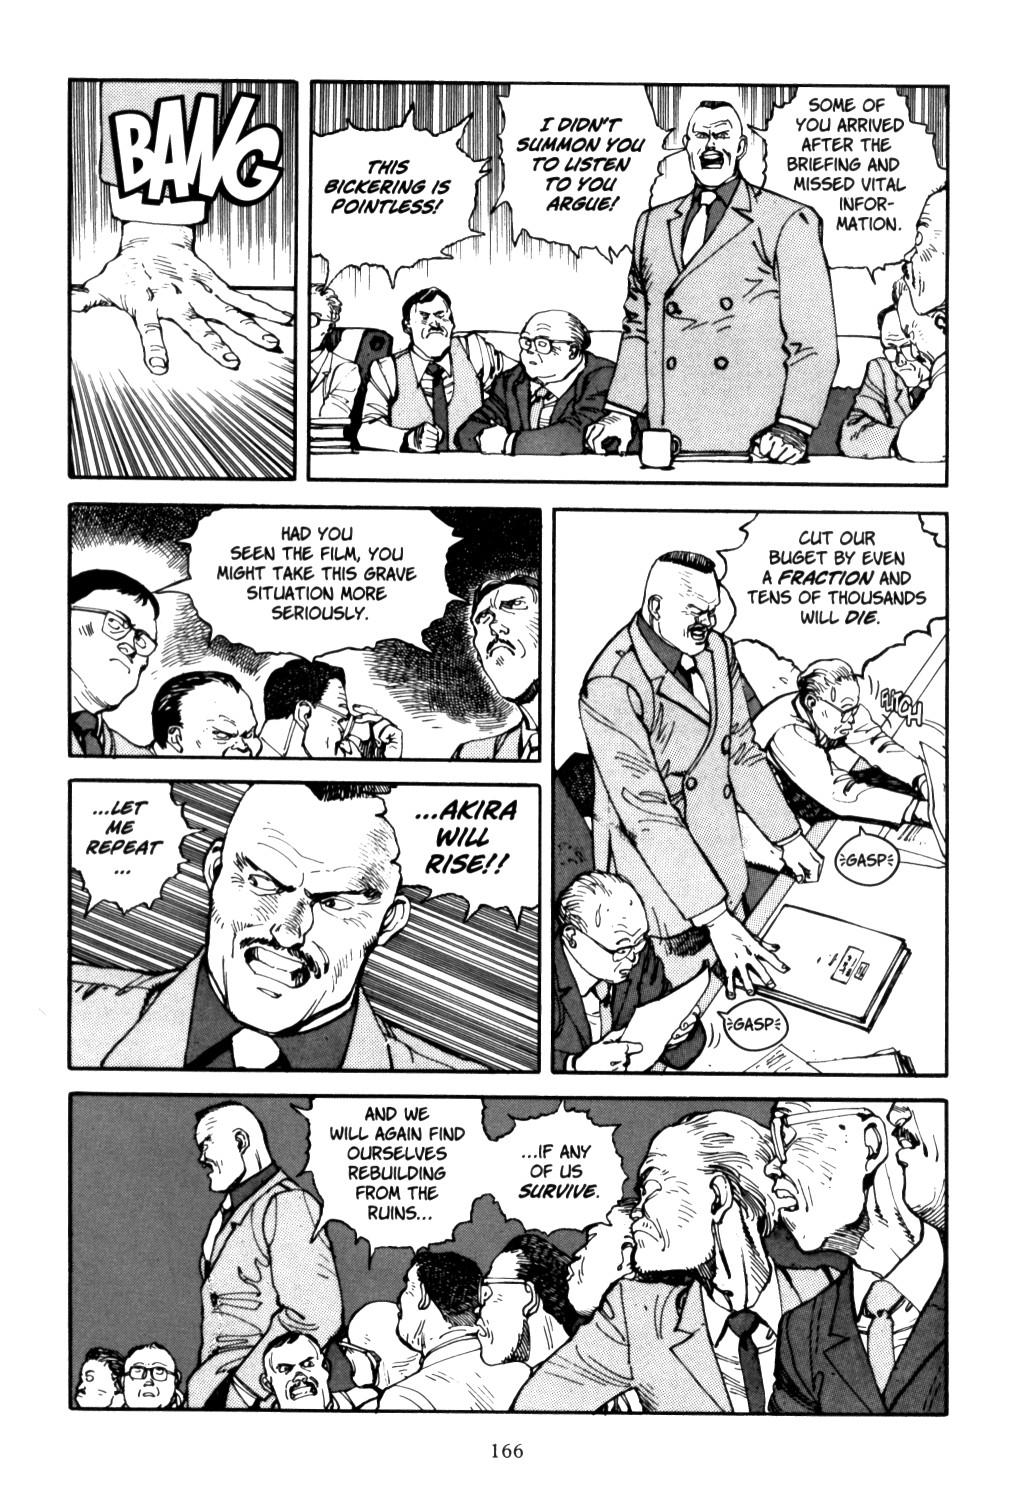 BANG
THIS
BICKERING IS
POINTLESS!
I DIDN'T
SUMMON YOU
TO LISTEN
TO YOU
ARGUE!
SOME OF
YOU ARRIVED
AFTER THE
BRIEFING AND
MISSED VITAL
INFOR-
MATION.
HAD YOU
SEEN THE FILM, YOU
MIGHT TAKE THIS GRAVE
SITUATION MORE
SERIOUSLY.
CUT OUR
BUGET BY EVEN
A FRACTION AND
TENS OF THOUSANDS
WILL DIE.
FLITCH
GASP
GASP
...LET
ME
REPEAT
...
...AKIRA
WILL
RISE!!
AND WE
WILL AGAIN FIND
OURSELVES
REBUILDING
FROM THE
RUINS...
...IF ANY
OF US
SURVIVE.
166